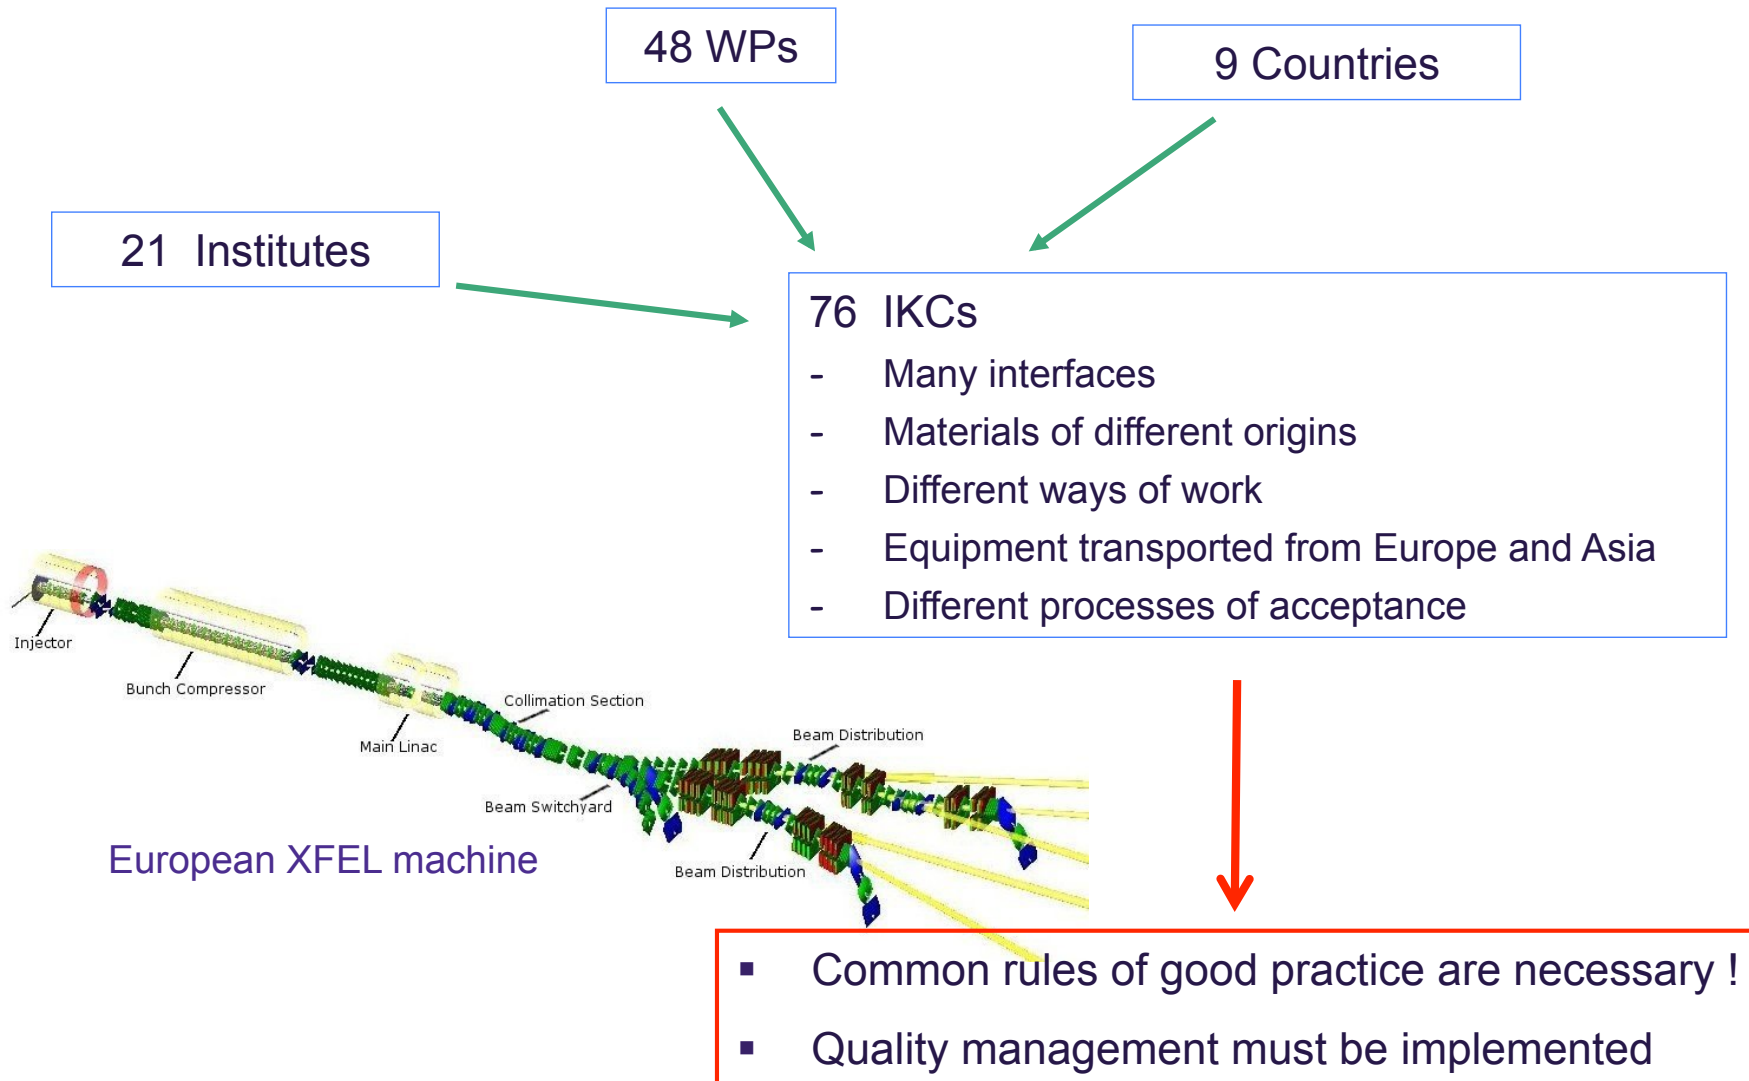 48 WPs
9 Countries
21 Institutes
76 IKCs
- Many interfaces
- Materials of different origins
- Different ways of work
- Equipment transported from Europe and Asia
- Different processes of acceptance
Injector
Bunch Compressor
Main Linac
Collimation Section
Beam Switchyard
Beam Distribution
Beam Distribution
European XFEL machine
▪ Common rules of good practice are necessary !
▪ Quality management must be implemented